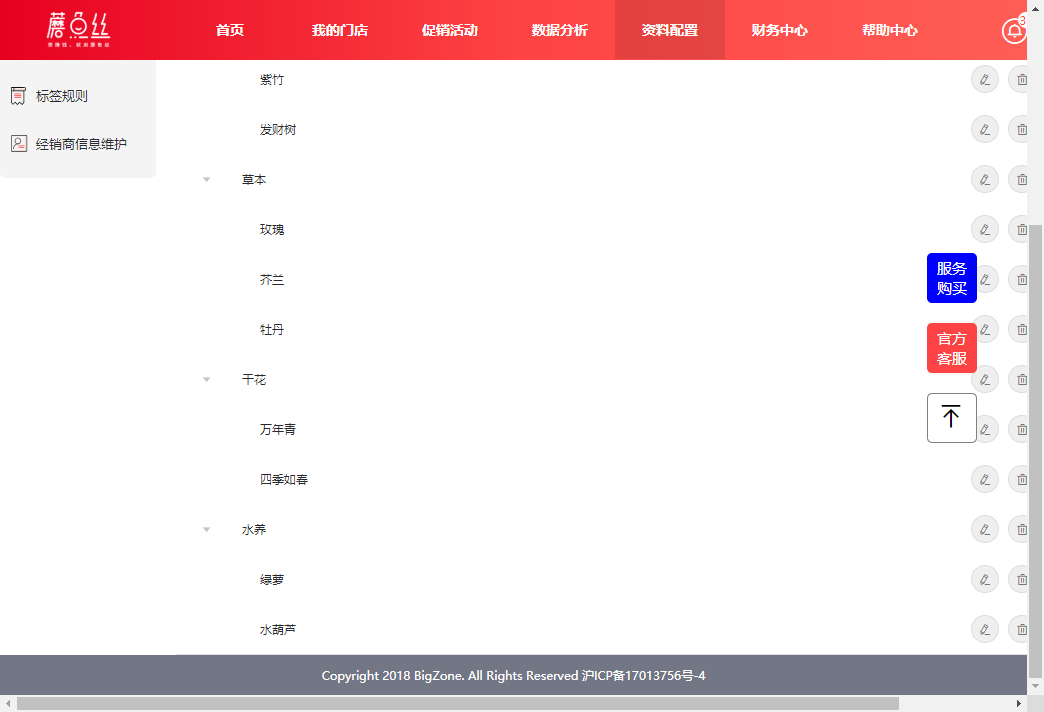 蘑点丝
首页
我的门店
促销活动
数据分析
资料配置
财务中心
帮助中心
3
标签规则
经销商信息维护
紫竹
发财树
草本
玫瑰
芥兰
牡丹
干花
万年青
四季如春
水养
绿萝
水葫芦
服务
购买
官方
客服
Copyright 2018 BigZone. All Rights Reserved 沪ICP备17013756号-4